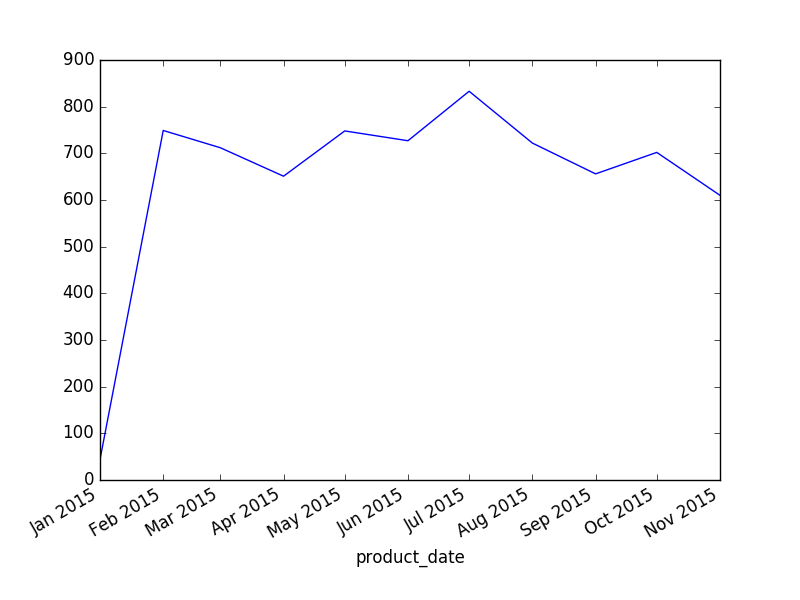 900
800
700
600
500
400
300
200
100
0
Jan 2015
Feb 2015
Mar 2015
Apr 2015
May 2015
Jun 2015
Jul 2015
Aug 2015
Sep 2015
Oct 2015
Nov 2015
product_date